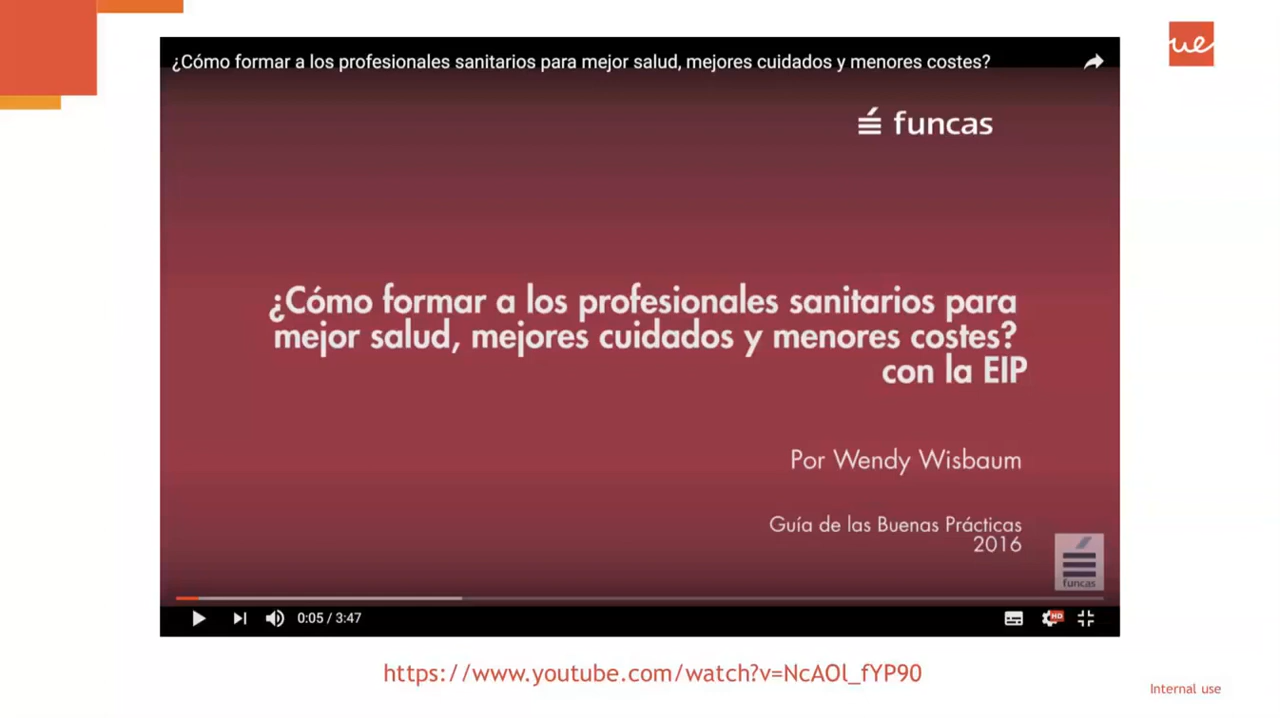 ue
¿Cómo formar a los profesionales sanitarios para mejor salud, mejores cuidados y menores costes?
funcas
¿Cómo formar a los profesionales sanitarios para
mejor salud, mejores cuidados y menores costes?
con la EIP
Por Wendy Wisbaum
Guía de las Buenas Prácticas
2016
funcas
0:05 / 3:47
HD
https://www.youtube.com/watch?v=NcAOl_fYP90
Internal use